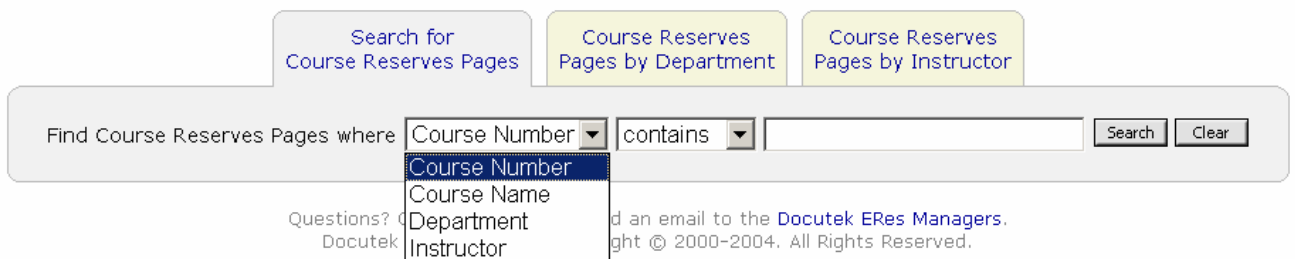 Search for
Course Reserves Pages
Course Reserves
Pages by Department
Course Reserves
Pages by Instructor
Find Course Reserves Pages where Course Number contains Search Clear
Course Number
Course Name
Department
Instructor
Questions? d an email to the Docutek ERes Managers.
Docutek ght © 2000-2004. All Rights Reserved.